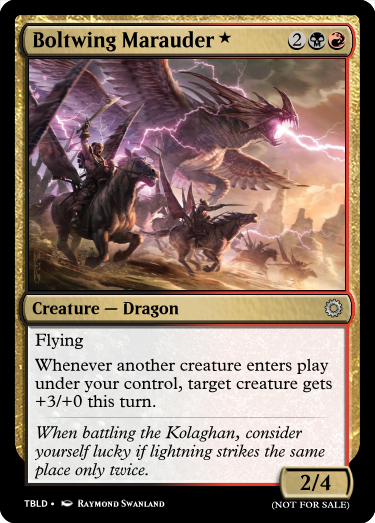 Boltwing Marauder ★ 2
Creature — Dragon
Flying
Whenever another creature enters play
under your control, target creature gets
+3/+0 this turn.
When battling the Kolaghan, consider
yourself lucky if lightning strikes the same
place only twice.
2/4
TBLD • Raymond Swanland
(NOT FOR SALE)